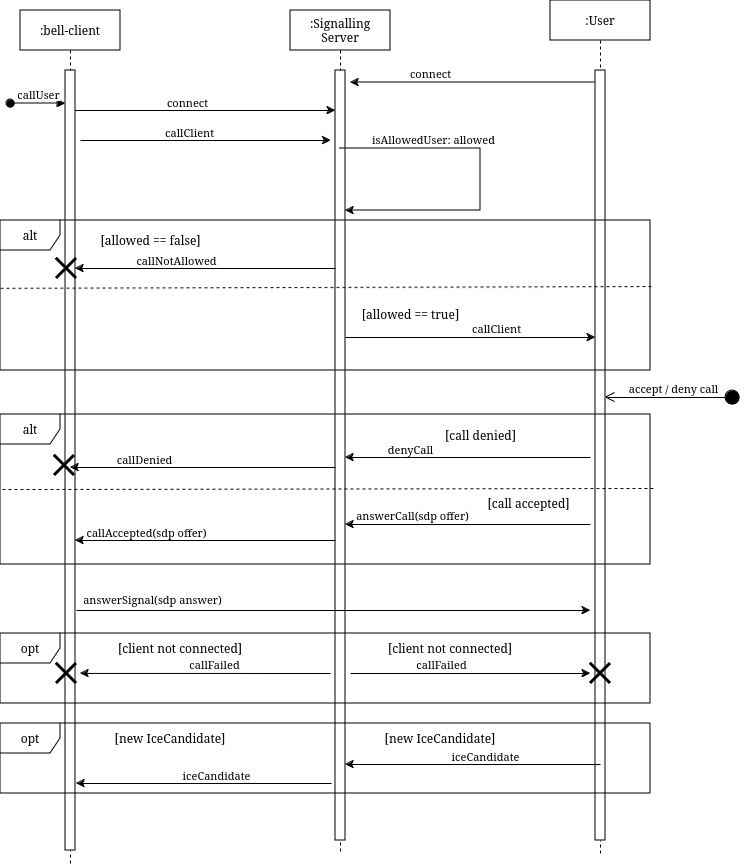 :bell-client
:Signalling
Server
:User
connect
callUser
connect
callClient
isAllowedUser: allowed
alt
[allowed == false]
callNotAllowed
[allowed == true]
callClient
accept / deny call
alt
[call denied]
denyCall
callDenied
[call accepted]
answerCall(sdp offer)
callAccepted(sdp offer)
answerSignal(sdp answer)
opt
[client not connected]
[client not connected]
callFailed
callFailed
opt
[new IceCandidate]
[new IceCandidate]
iceCandidate
iceCandidate